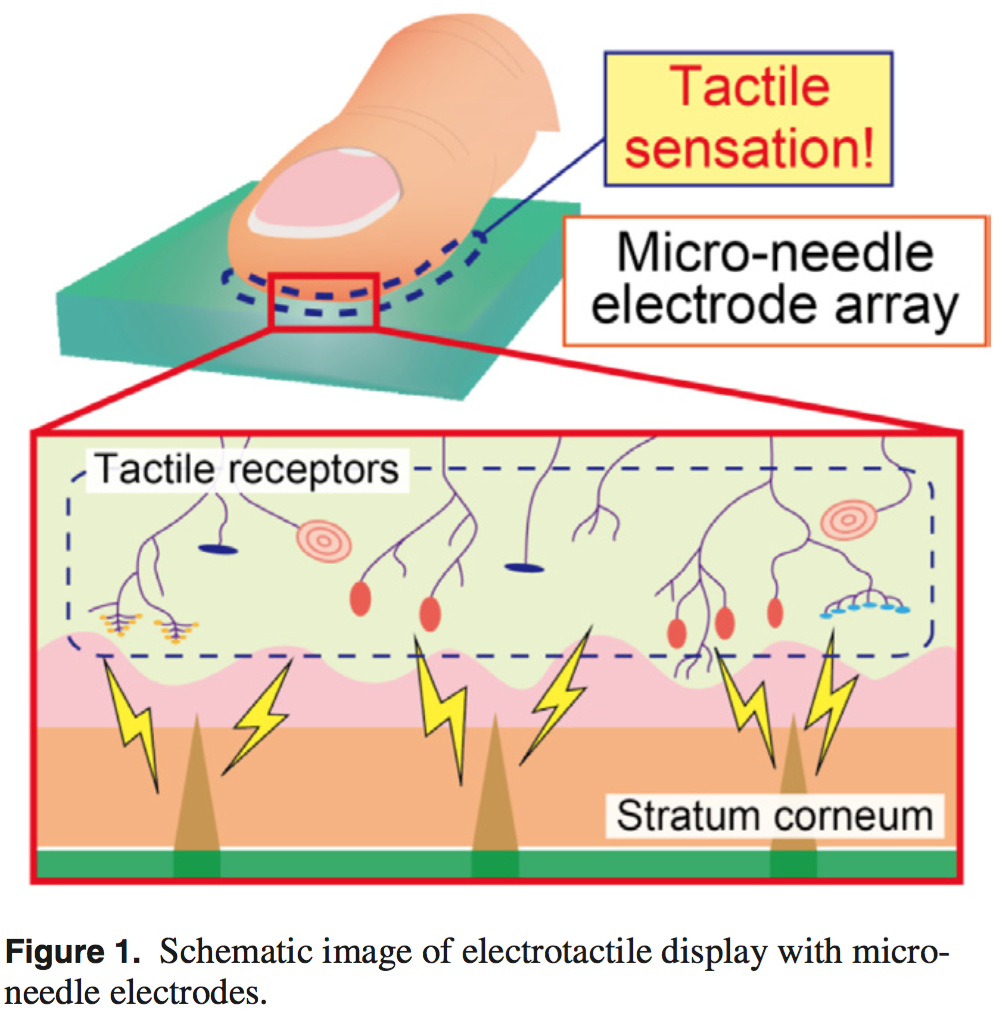 Tactile
sensation!
Micro-needle
electrode array
Tactile receptors
Stratum corneum
Figure 1. Schematic image of electrotactile display with micro-
needle electrodes.